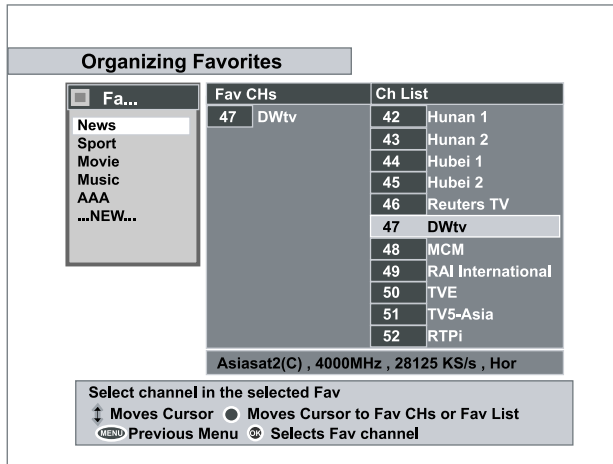 Organizing Favorites
Fa...
News
Sport
Movie
Music
AAA
...NEW...
Fav CHs
47 DWtv
Ch List
42 Hunan 1
43 Hunan 2
44 Hubei 1
45 Hubei 2
46 Reuters TV
47 DWtv
48 MCM
49 RAI International
50 TVE
51 TV5-Asia
52 RTPi
Asiasat2(C) , 4000MHz , 28125 KS/s , Hor
Select channel in the selected Fav
Moves Cursor Moves Cursor to Fav CHs or Fav List
MENU Previous Menu OK Selects Fav channel